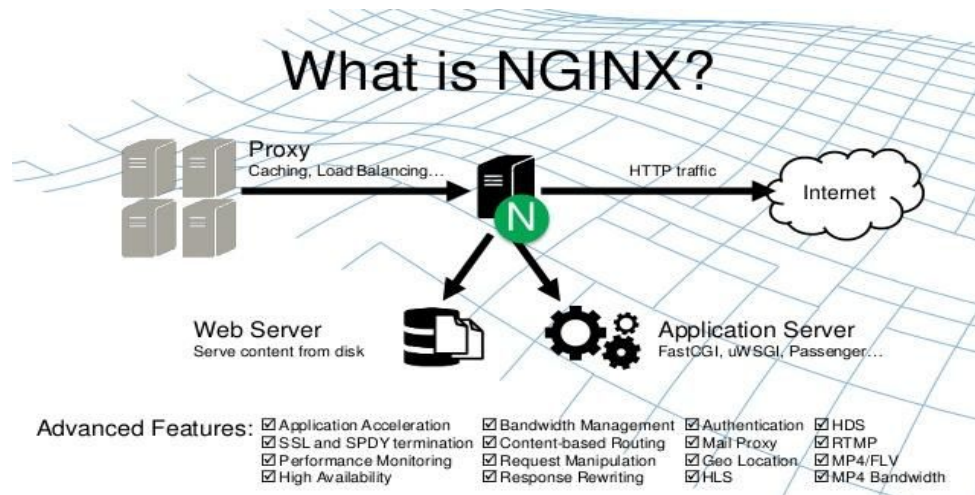 What is NGINX?
Proxy
Caching, Load Balancing...
HTTP traffic
Internet
N
Web Server
Serve content from disk
Application Server
FastCGI, uWSGI, Passenger...
Advanced Features:
☑ Application Acceleration
☑ SSL and SPDY termination
☑ Performance Monitoring
☑ High Availability
☑ Bandwidth Management
☑ Content-based Routing
☑ Request Manipulation
☑ Response Rewriting
☑ Authentication
☑ Mail Proxy
☑ Geo Location
☑ HLS
☑ HDS
☑ RTMP
☑ MP4/FLV
☑ MP4 Bandwidth